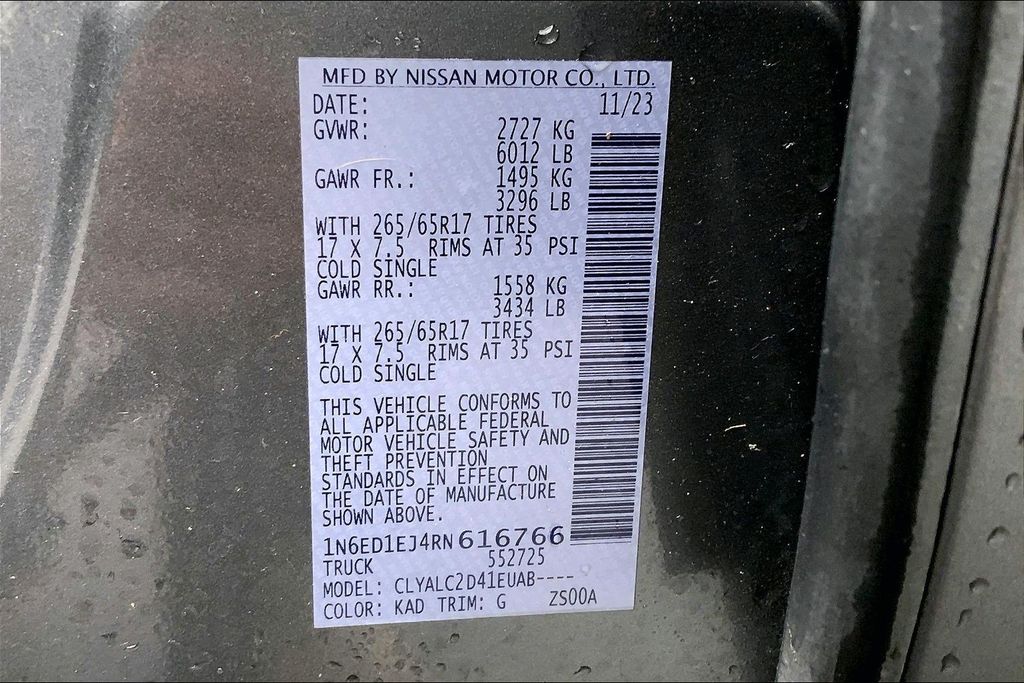 MFD BY NISSAN MOTOR CO., LTD.
DATE: 11/23
GVWR: 2727 KG
6012 LB
GAWR FR.: 1495 KG
3296 LB
WITH 265/65R17 TIRES
17 X 7.5 RIMS AT 35 PSI
COLD SINGLE
GAWR RR.: 1558 KG
3434 LB
WITH 265/65R17 TIRES
17 X 7.5 RIMS AT 35 PSI
COLD SINGLE
THIS VEHICLE CONFORMS TO
ALL APPLICABLE FEDERAL
MOTOR VEHICLE SAFETY AND
THEFT PREVENTION
STANDARDS IN EFFECT ON
THE DATE OF MANUFACTURE
SHOWN ABOVE.
1N6ED1EJ4RN616766
TRUCK 552725
MODEL: CLYALC2D41EUAB----
COLOR: KAD TRIM: G ZS00A